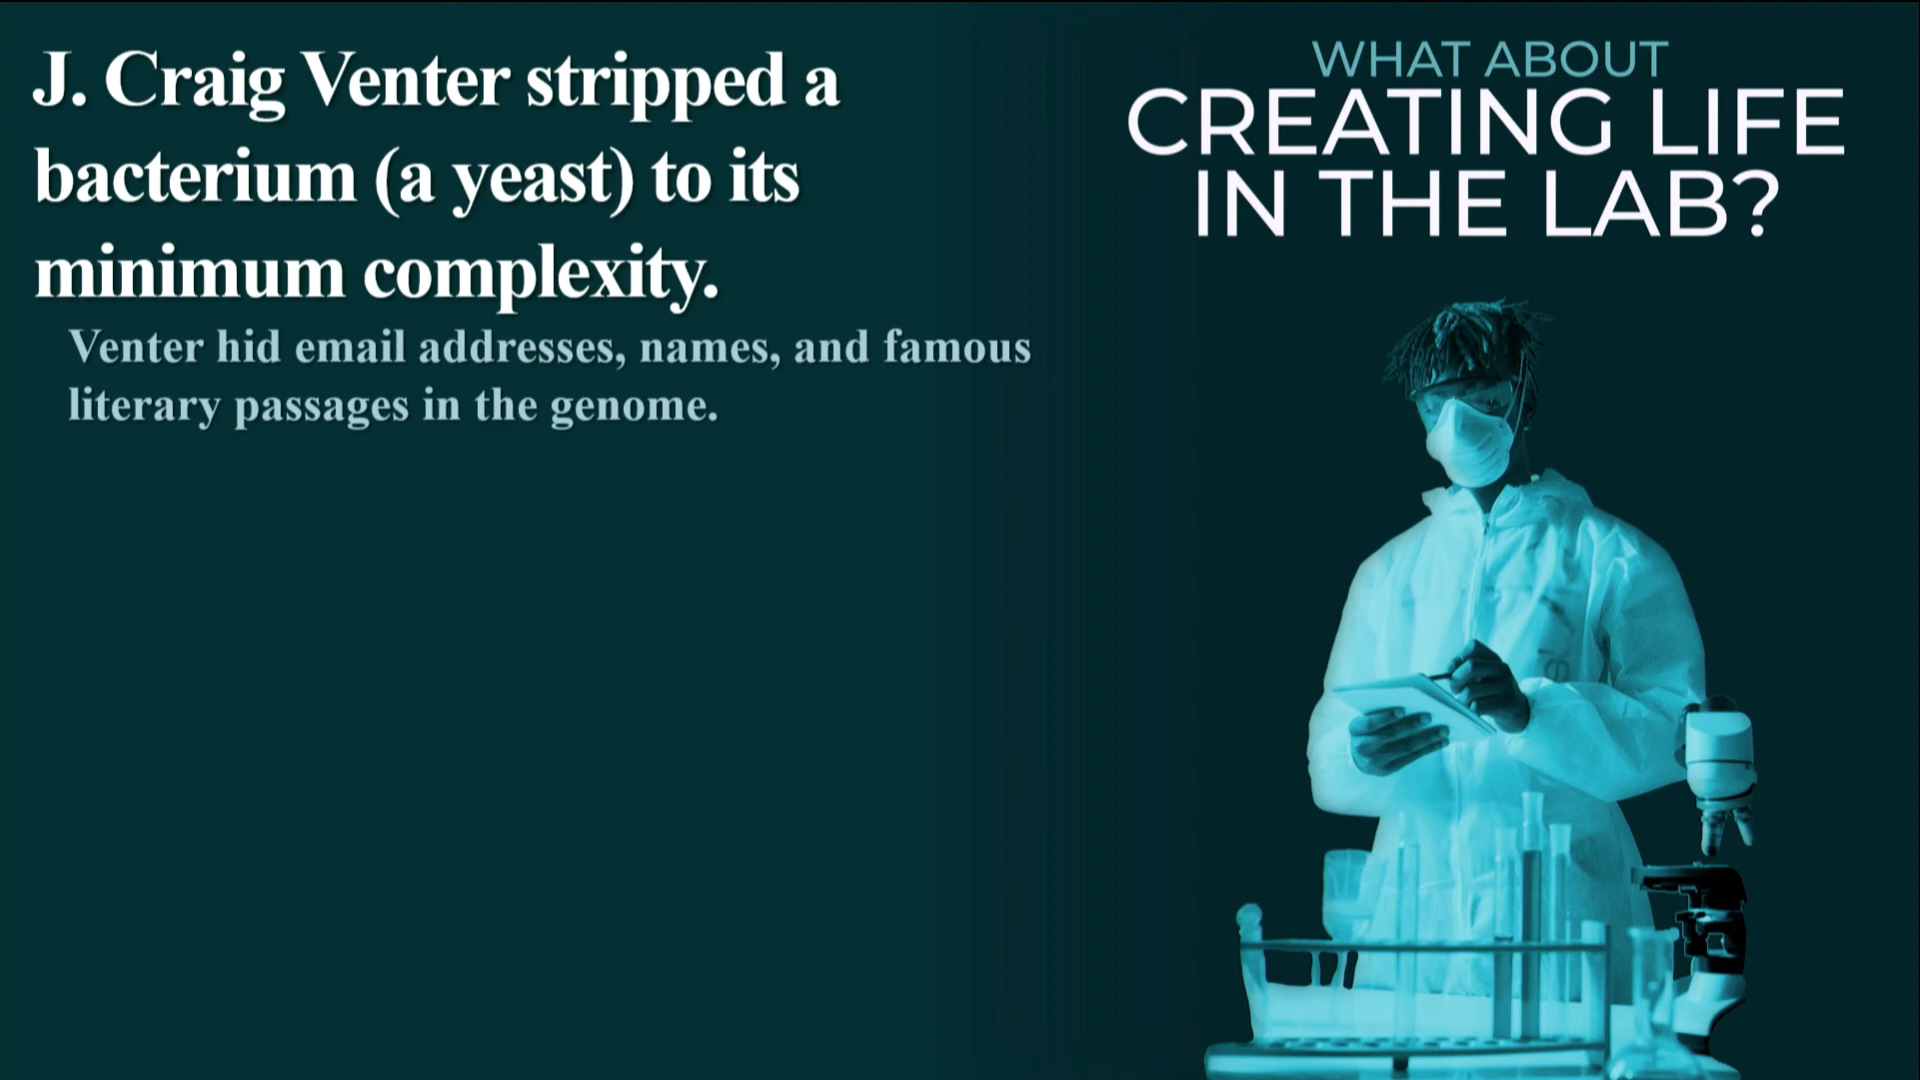 J. Craig Venter stripped a
bacterium (a yeast) to its
minimum complexity.
Venter hid email addresses, names, and famous
literary passages in the genome.
WHAT ABOUT
CREATING LIFE
IN THE LAB?